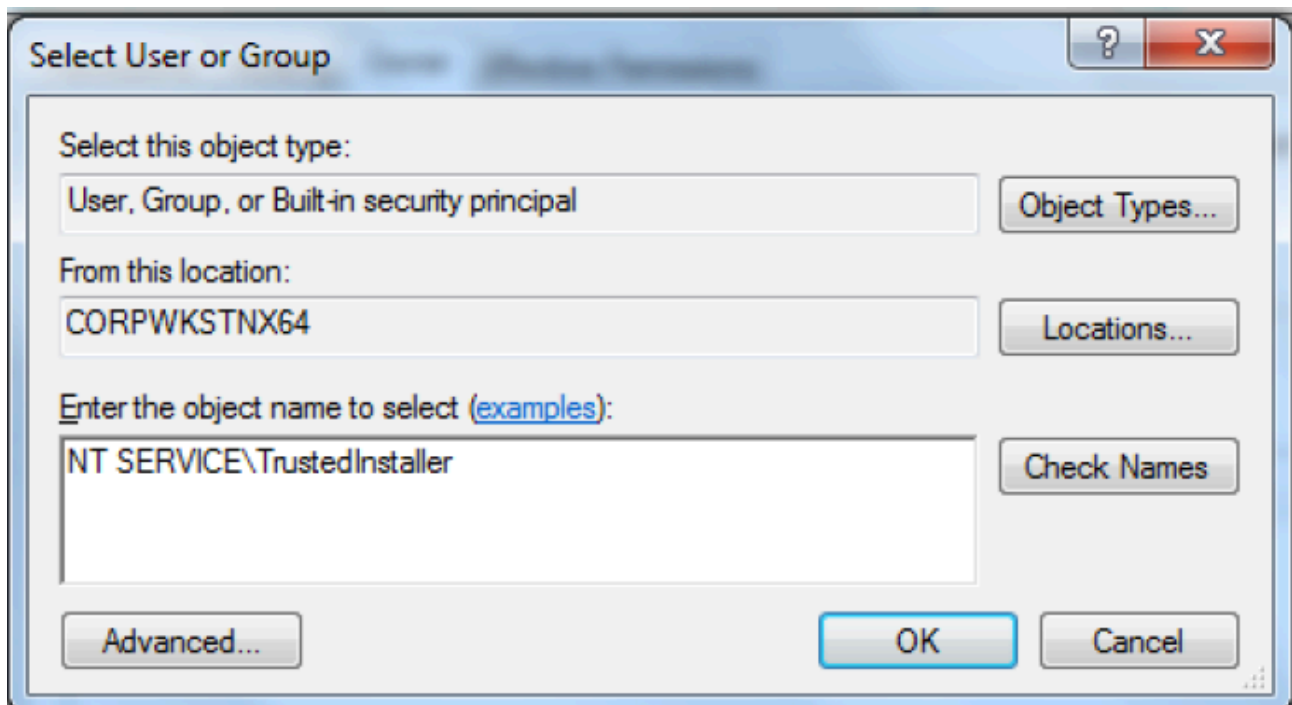 Select User or Group
Select this object type:
User, Group, or Built-in security principal
Object Types...
From this location:
CORPWKSTNX64
Locations...
Enter the object name to select (examples):
NT SERVICE\TrustedInstaller
Check Names
Advanced...
OK
Cancel